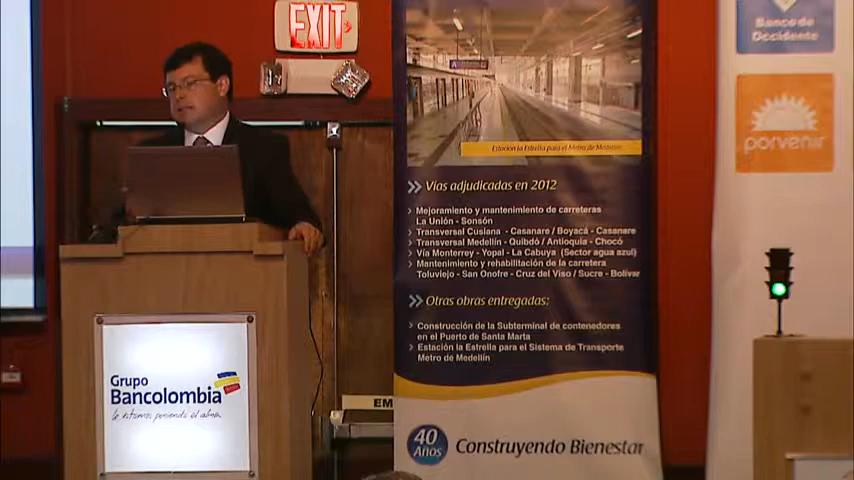 EXIT
Grupo
Bancolombia
le estamos poniendo el alma
Estación la Estrella para el Metro de Medellín
Vías adjudicadas en 2012
Mejoramiento y mantenimiento de carreteras
La Unión - Sonsón
Transversal Cusiana - Casanare / Boyacá - Casanare
Transversal Medellín - Quibdó / Antioquia - Chocó
Vía Monterrey - Yopal - La Cabuya (Sector agua azul)
Mantenimiento y rehabilitación de la carretera
Toluviejo - San Onofre - Cruz del Viso / Sucre - Bolívar
Otras obras entregadas:
Construcción de la Subterminal de contenedores
en el Puerto de Santa Marta
Estación la Estrella para el Sistema de Transporte
Metro de Medellín
EM
40
Años
Construyendo Bienestar
Banco de
Occidente
porvenir